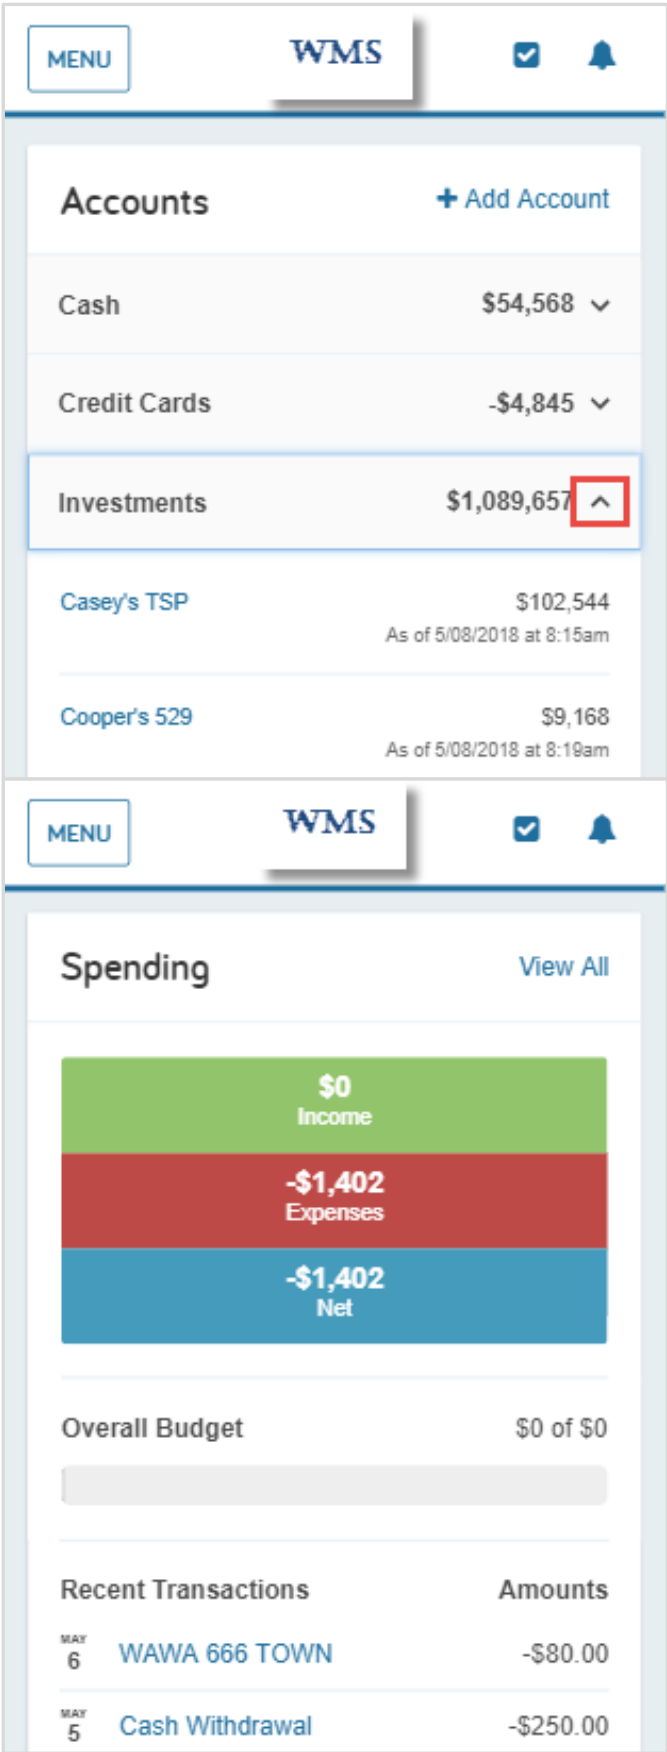 MENU
WMS
Accounts
+ Add Account
Cash $54,568
Credit Cards -$4,845
Investments $1,089,657
Casey's TSP $102,544
As of 5/08/2018 at 8:15am
Cooper's 529 $9,168
As of 5/08/2018 at 8:19am
MENU
WMS
Spending
View All
$0
Income
-$1,402
Expenses
-$1,402
Net
Overall Budget $0 of $0
Recent Transactions Amounts
MAY
6 WAWA 666 TOWN -$80.00
MAY
5 Cash Withdrawal -$250.00